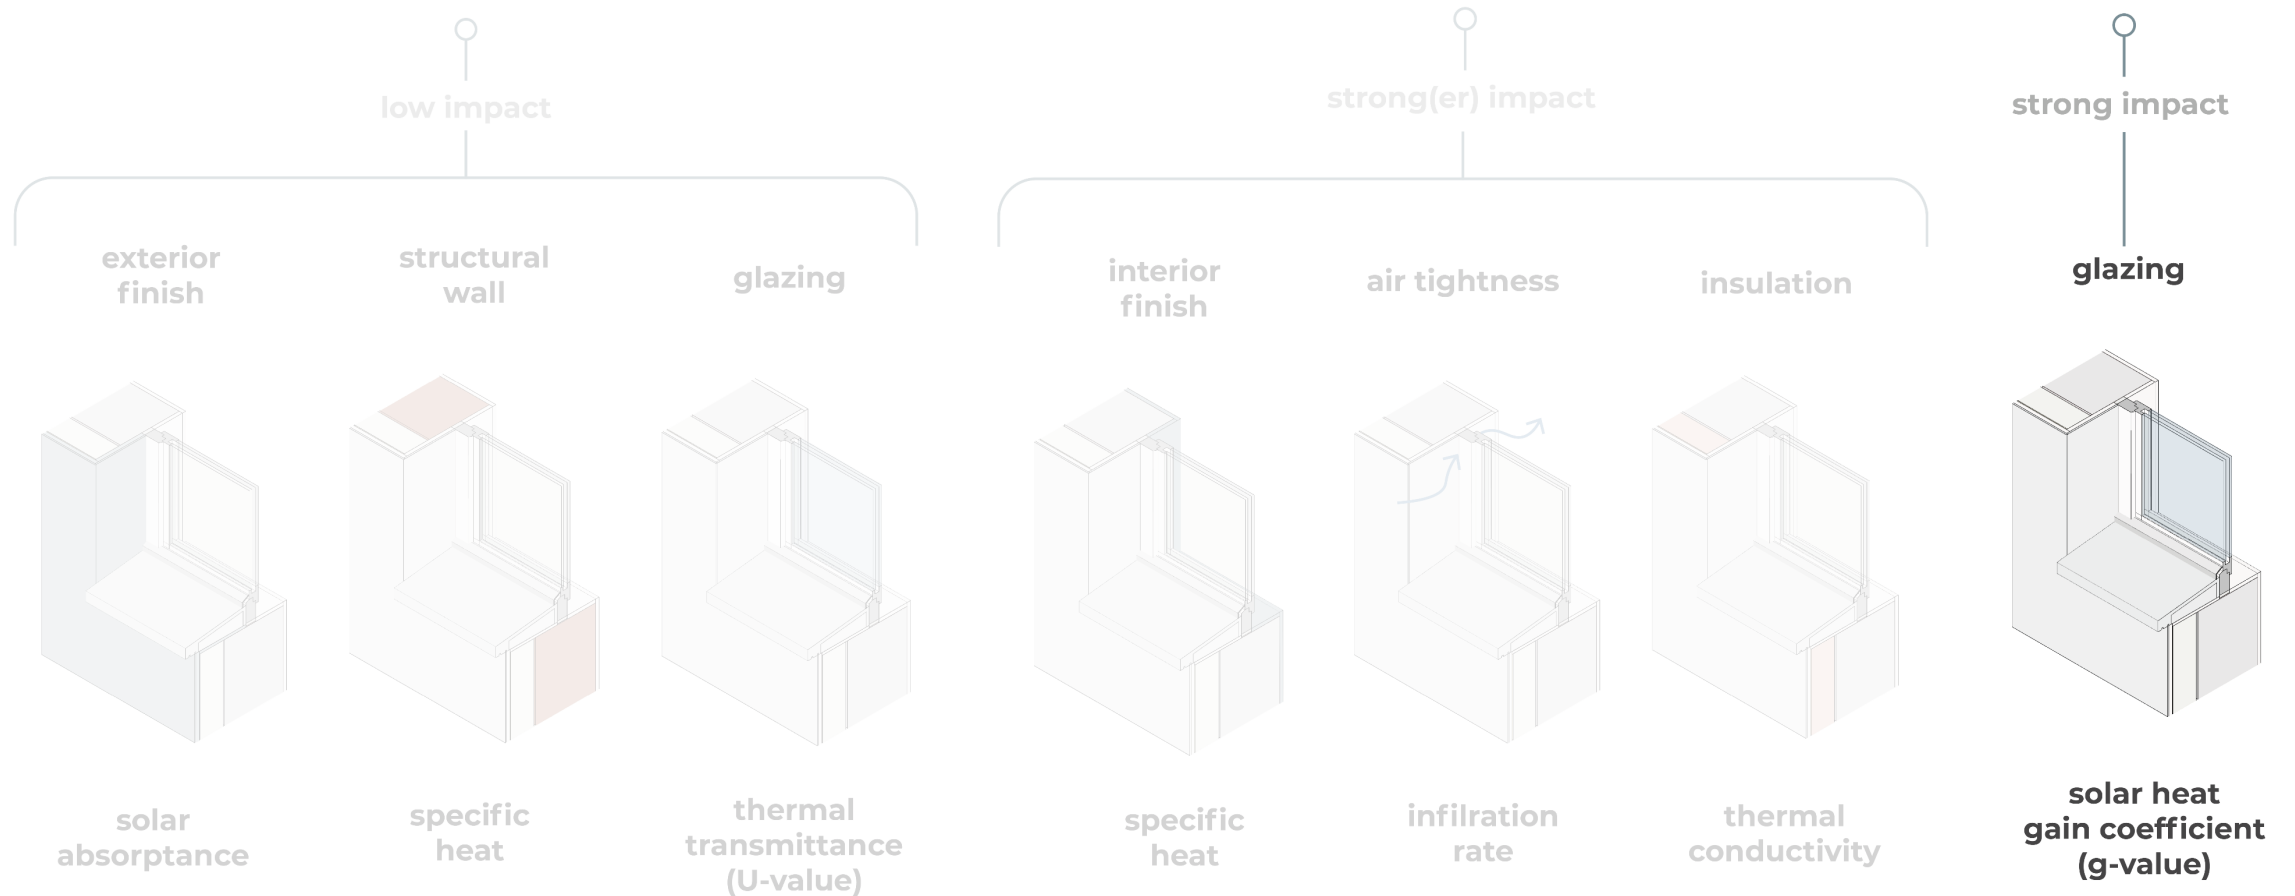 low impact
strong(er) impact
strong impact
exterior
finish
structural
wall
glazing
interior
finish
air tightness
insulation
glazing
solar
absorptance
specific
heat
thermal
transmittance
(U-value)
specific
heat
infilration
rate
thermal
conductivity
solar heat
gain coefficient
(g-value)